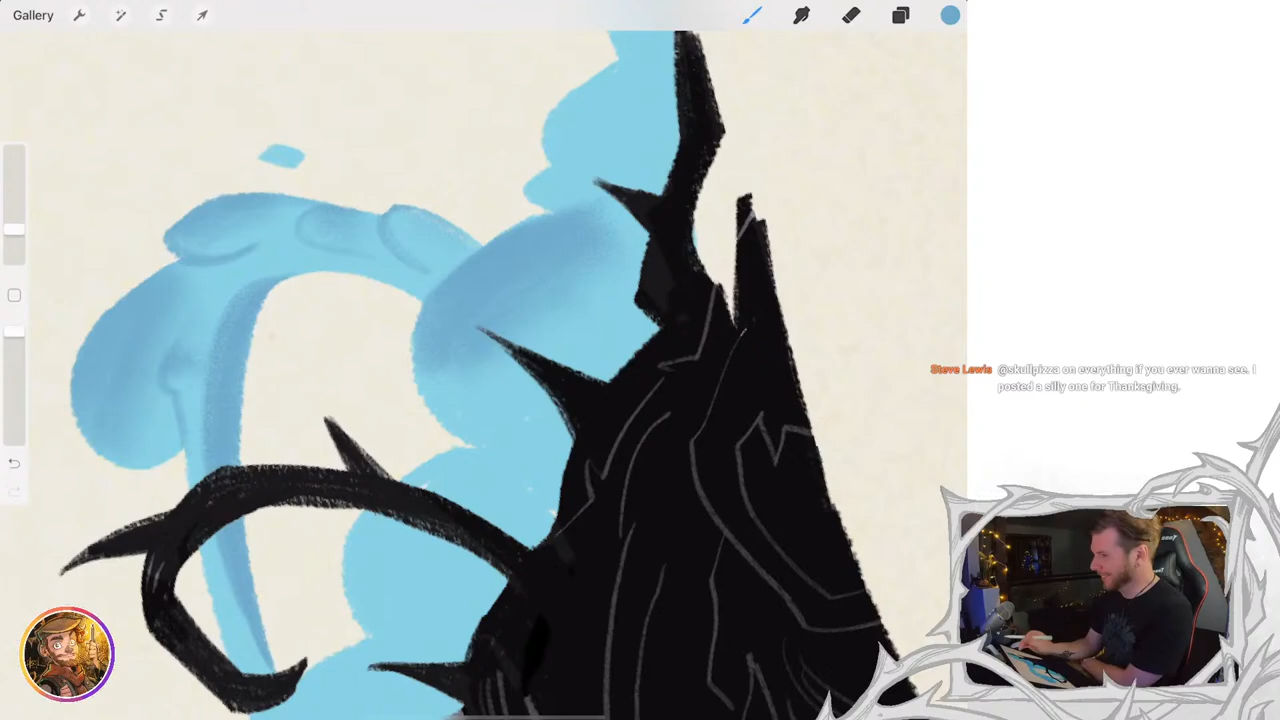 Gallery
Steve Lewis @skullpizza on everything if you ever wanna see. I
posted a silly one for Thanksgiving.